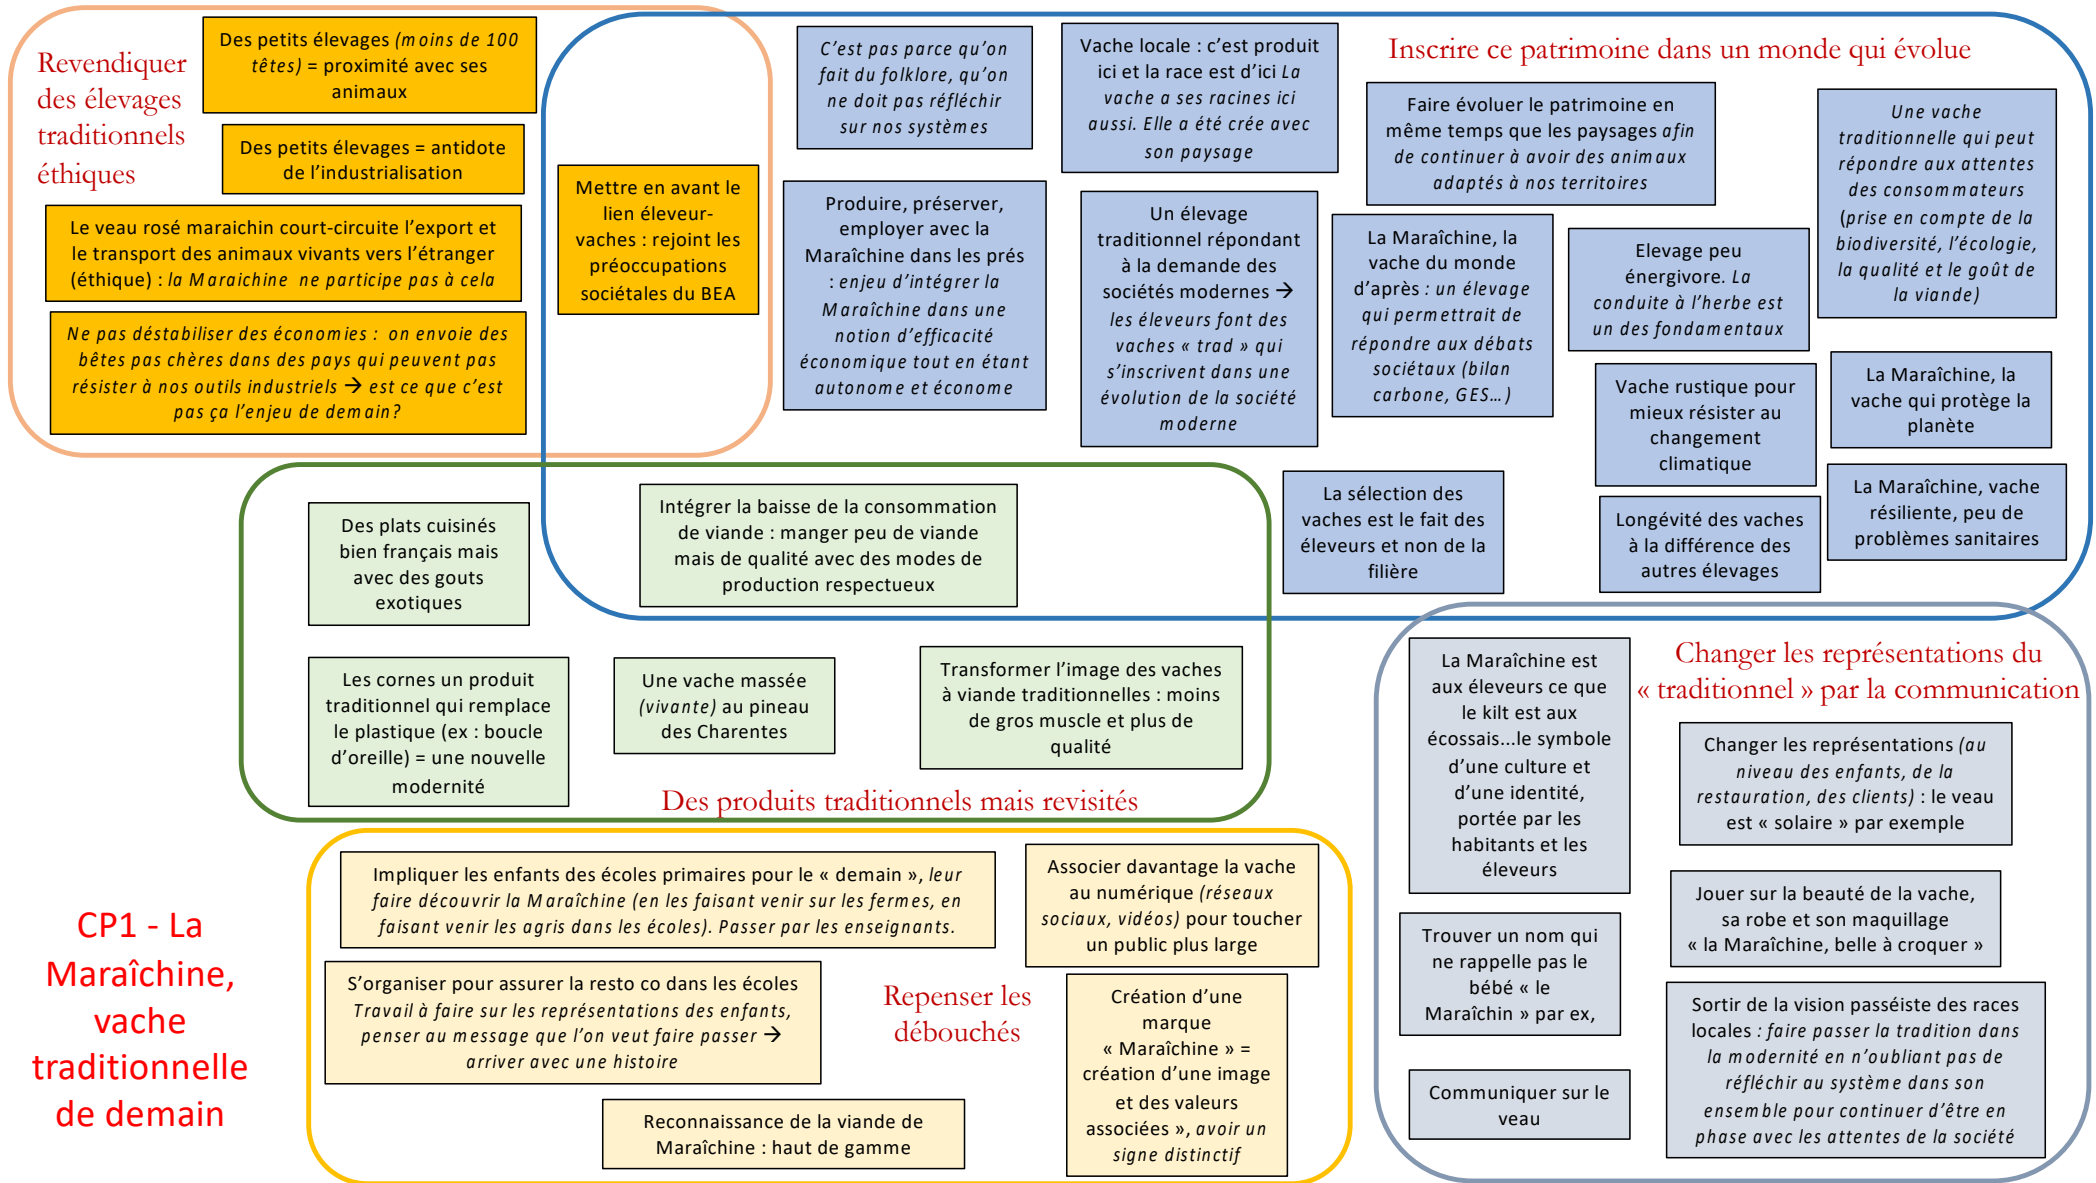 Revendiquer
des élevages
traditionnels
éthiques
Des petits élevages (moins de 100
têtes) = proximité avec ses
animaux
Des petits élevages = antidote
de l'industrialisation
Le veau rosé maraichin court-circuite l'export et
le transport des animaux vivants vers l'étranger
(éthique) : la Maraichine ne participe pas à cela
Ne pas déstabiliser des économies : on envoie des
bêtes pas chères dans des pays qui peuvent pas
résister à nos outils industriels → est ce que c'est
pas ça l'enjeu de demain?
Mettre en avant le
lien éleveur-
vaches : rejoint les
préoccupations
sociétales du BEA
Inscrire ce patrimoine dans un monde qui évolue
C'est pas parce qu'on
fait du folklore, qu'on
ne doit pas réfléchir
sur nos systèmes
Vache locale : c'est produit
ici et la race est d'ici La
vache a ses racines ici
aussi. Elle a été crée avec
son paysage
Faire évoluer le patrimoine en
même temps que les paysages afin
de continuer à avoir des animaux
adaptés à nos territoires
Une vache
traditionnelle qui peut
répondre aux attentes
des consommateurs
(prise en compte de la
biodiversité, l'écologie,
la qualité et le goût de
la viande)
Produire, préserver,
employer avec la
Maraîchine dans les prés
: enjeu d'intégrer la
Maraîchine dans une
notion d'efficacité
économique tout en étant
autonome et économe
Un élevage
traditionnel répondant
à la demande des
sociétés modernes →
les éleveurs font des
vaches « trad » qui
s'inscrivent dans une
évolution de la société
moderne
La Maraîchine, la
vache du monde
d'après : un élevage
qui permettrait de
répondre aux débats
sociétaux (bilan
carbone, GES…)
Elevage peu
énergivore. La
conduite à l'herbe est
un des fondamentaux
Vache rustique pour
mieux résister au
changement
climatique
La Maraîchine, la
vache qui protège la
planète
La sélection des
vaches est le fait des
éleveurs et non de la
filière
Longévité des vaches
à la différence des
autres élevages
La Maraîchine, vache
résiliente, peu de
problèmes sanitaires
Des plats cuisinés
bien français mais
avec des gouts
exotiques
Intégrer la baisse de la consommation
de viande : manger peu de viande
mais de qualité avec des modes de
production respectueux
Les cornes un produit
traditionnel qui remplace
le plastique (ex : boucle
d'oreille) = une nouvelle
modernité
Une vache massée
(vivante) au pineau
des Charentes
Transformer l'image des vaches
à viande traditionnelles : moins
de gros muscle et plus de
qualité
Des produits traditionnels mais revisités
La Maraîchine est
aux éleveurs ce que
le kilt est aux
écossais...le symbole
d'une culture et
d'une identité,
portée par les
habitants et les
éleveurs
Changer les représentations du
« traditionnel » par la communication
Changer les représentations (au
niveau des enfants, de la
restauration, des clients) : le veau
est « solaire » par exemple
Jouer sur la beauté de la vache,
sa robe et son maquillage
« la Maraîchine, belle à croquer »
Trouver un nom qui
ne rappelle pas le
bébé « le
Maraîchin » par ex,
Sortir de la vision passéiste des races
locales : faire passer la tradition dans
la modernité en n'oubliant pas de
réfléchir au système dans son
ensemble pour continuer d'être en
phase avec les attentes de la société
Communiquer sur le
veau
CP1 - La
Maraîchine,
vache
traditionnelle
de demain
Impliquer les enfants des écoles primaires pour le « demain », leur
faire découvrir la Maraîchine (en les faisant venir sur les fermes, en
faisant venir les agris dans les écoles). Passer par les enseignants.
Associer davantage la vache
au numérique (réseaux
sociaux, vidéos) pour toucher
un public plus large
S'organiser pour assurer la resto co dans les écoles
Travail à faire sur les représentations des enfants,
penser au message que l'on veut faire passer →
arriver avec une histoire
Repenser les
débouchés
Création d'une
marque
« Maraîchine » =
création d'une image
et des valeurs
associées », avoir un
signe distinctif
Reconnaissance de la viande de
Maraîchine : haut de gamme